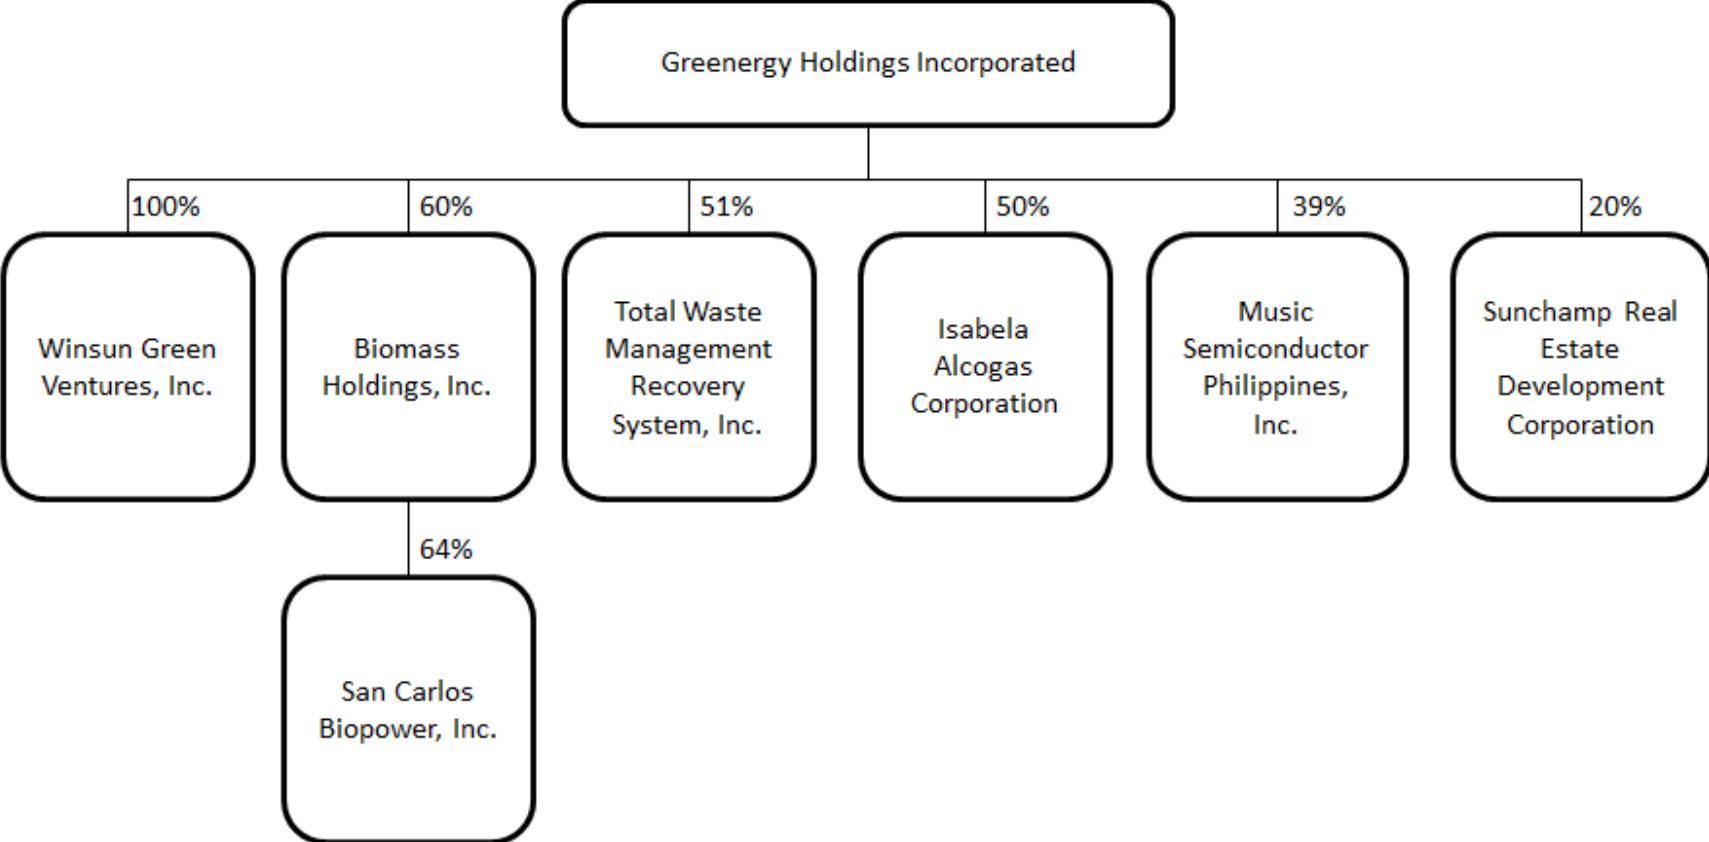 Greenergy Holdings Incorporated
100%
60%
51%
50%
39%
20%
Winsun Green
Ventures, Inc.
Biomass
Holdings, Inc.
Total Waste
Management
Recovery
System, Inc.
Isabela
Alcogas
Corporation
Music
Semiconductor
Philippines,
Inc.
Sunchamp Real
Estate
Development
Corporation
64%
San Carlos
Biopower, Inc.